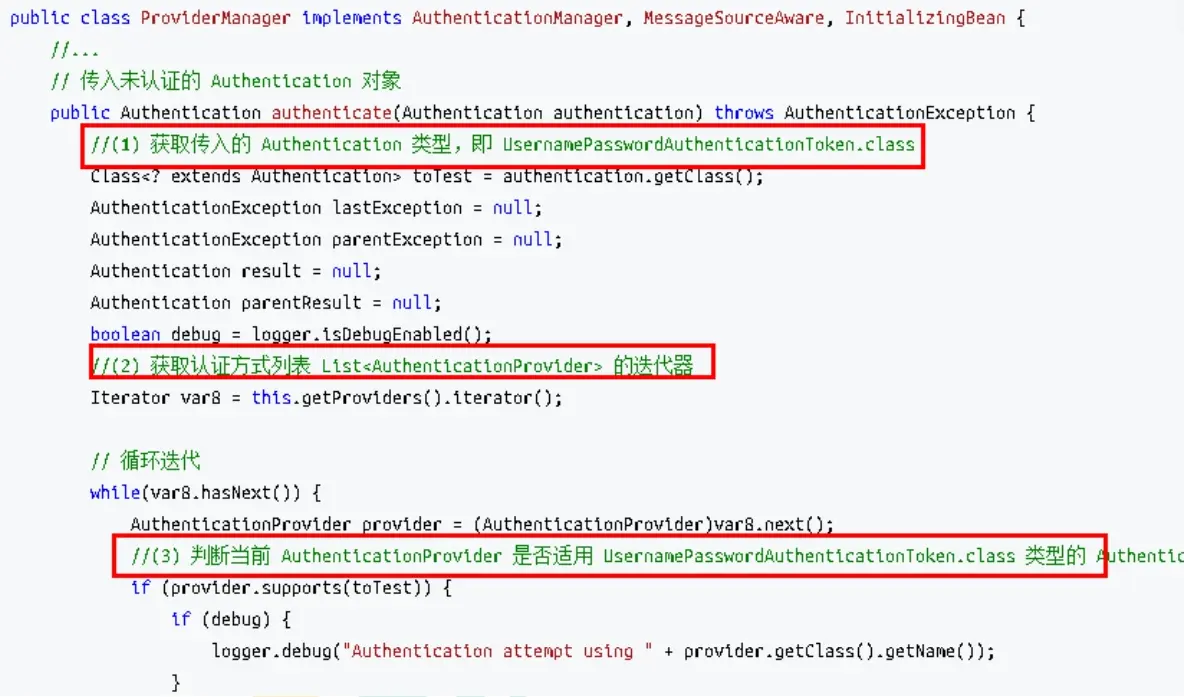 public class ProviderManager implements AuthenticationManager, MessageSourceAware, InitializingBean {
//...
// 传入未认证的 Authentication 对象
public Authentication authenticate(Authentication authentication) throws AuthenticationException {
//(1) 获取传入的 Authentication 类型，即 UsernamePasswordAuthenticationToken.class
Class<? extends Authentication> toTest = authentication.getClass();
AuthenticationException lastException = null;
AuthenticationException parentException = null;
Authentication result = null;
Authentication parentResult = null;
boolean debug = logger.isDebugEnabled();
//(2) 获取认证方式列表 List<AuthenticationProvider> 的迭代器
Iterator var8 = this.getProviders().iterator();
// 循环迭代
while(var8.hasNext()) {
AuthenticationProvider provider = (AuthenticationProvider)var8.next();
//(3) 判断当前 AuthenticationProvider 是否适用 UsernamePasswordAuthenticationToken.class 类型的 Authentic
if (provider.supports(toTest)) {
if (debug) {
logger.debug("Authentication attempt using " + provider.getClass().getName());
}